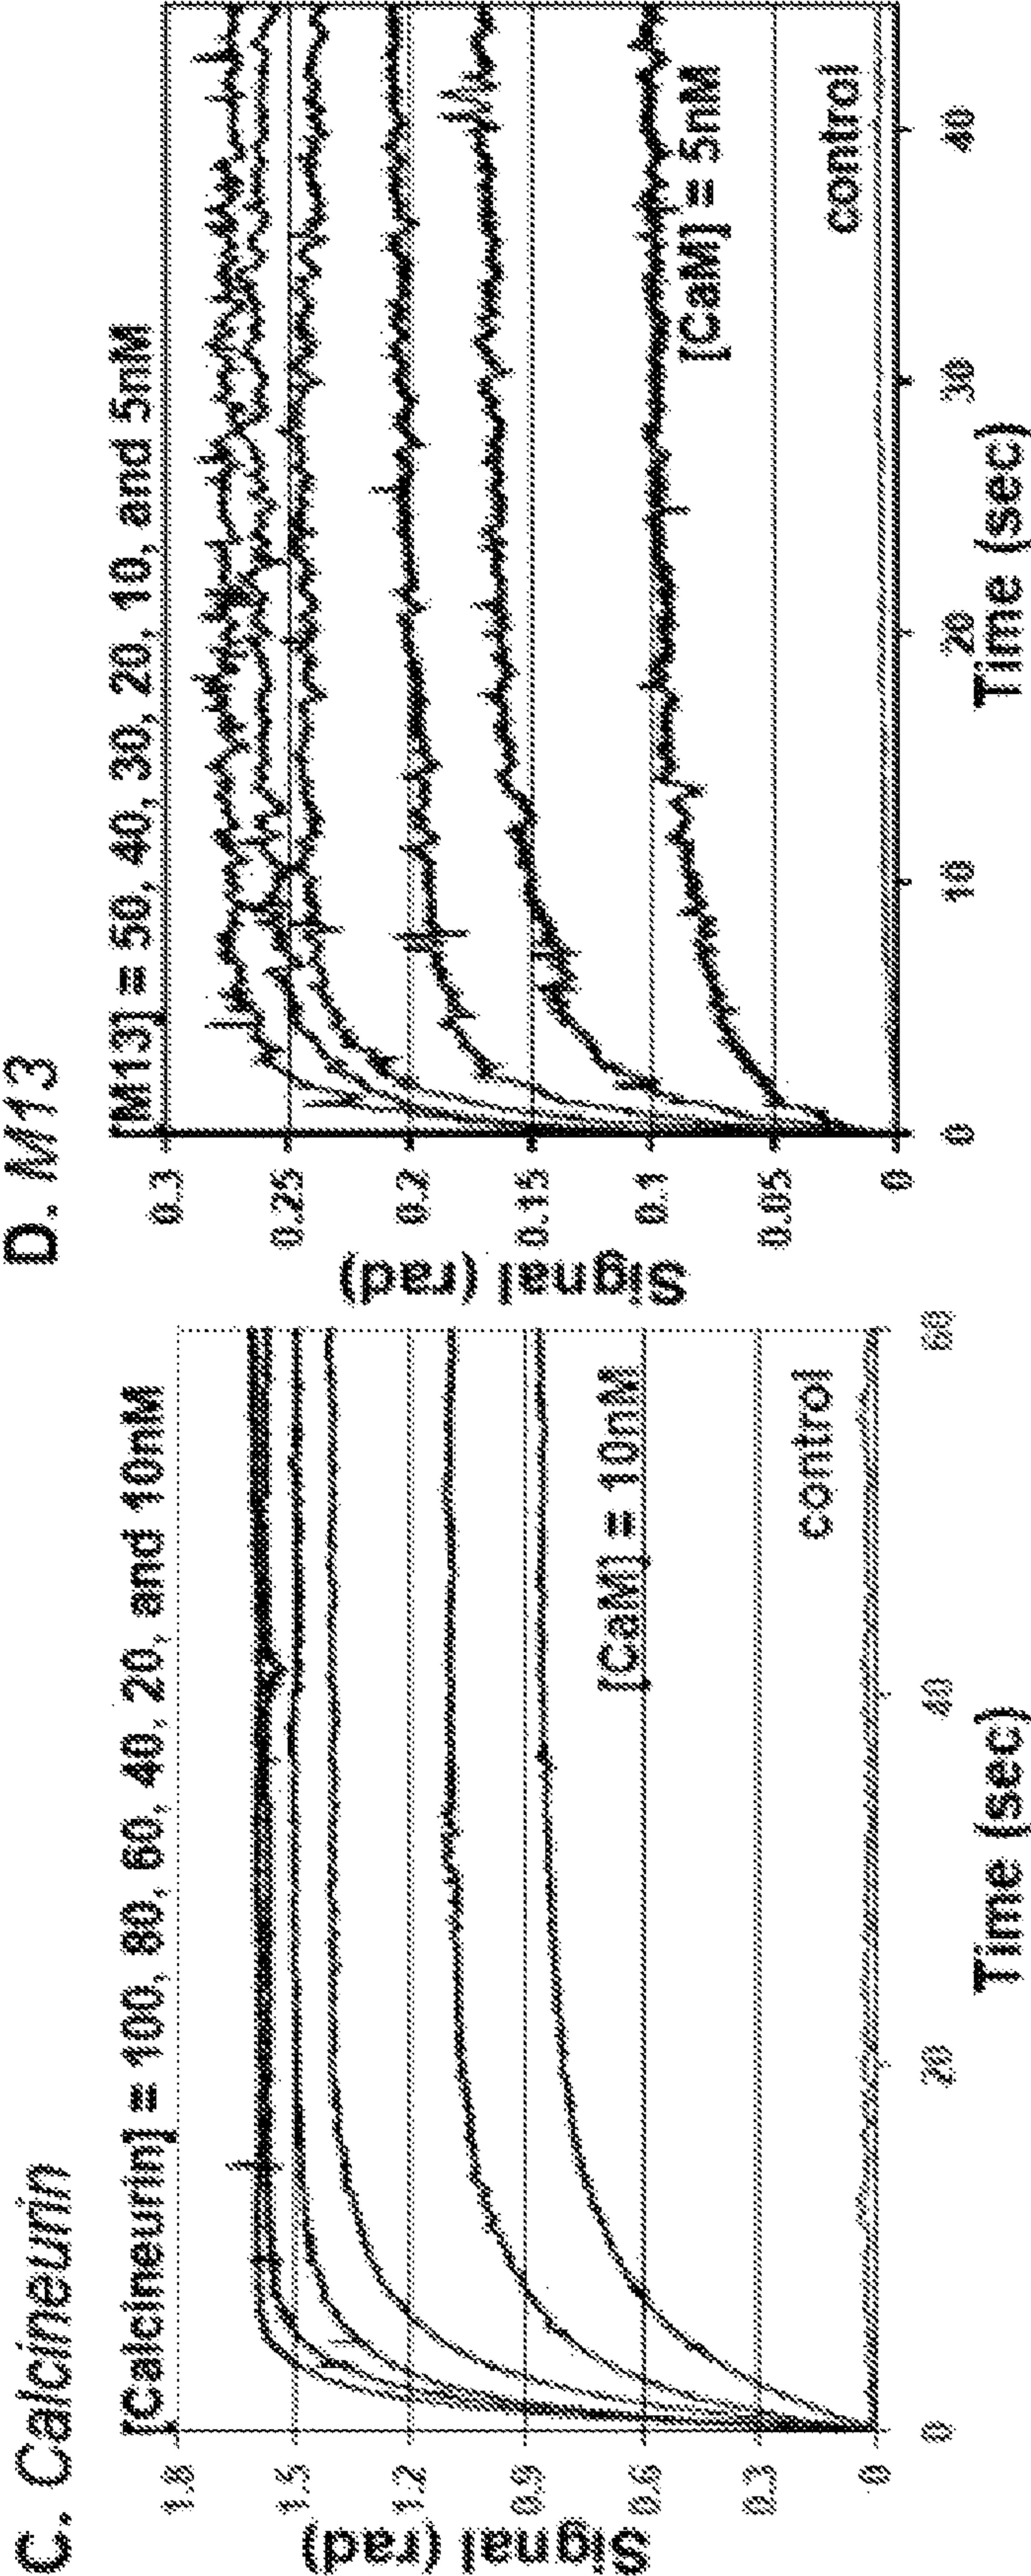 C. Calcineurin
[Calcineurin] = 100, 80, 60, 40, 20, and 10nM
Signal (rad)
1.8
1.5
1.2
0.9
0.6
0.3
0
[CaM] = 10nM
control
0
20
40
60
Time (sec)
D. M13
[M13] = 50, 40, 30, 20, 10, and 5nM
Signal (rad)
0.3
0.25
0.2
0.15
0.1
0.05
0
[CaM] = 5nM
control
0
10
20
30
40
Time (sec)